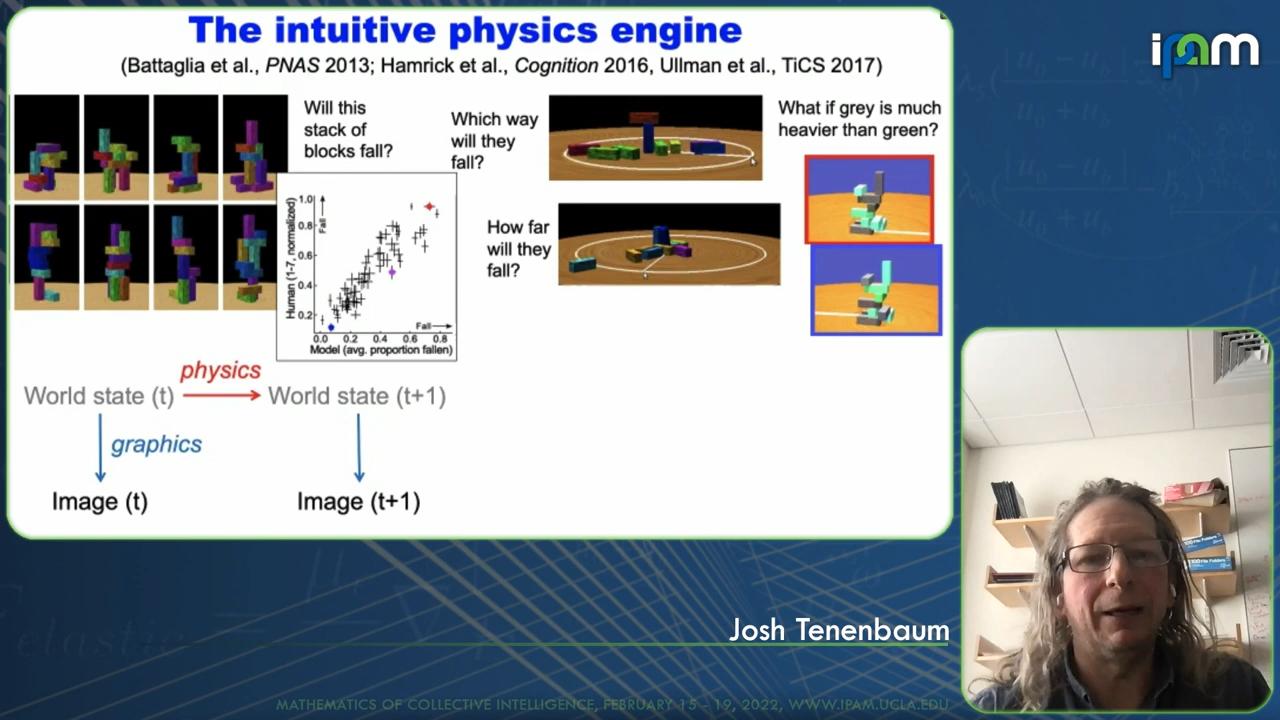 The intuitive physics engine
(Battaglia et al., PNAS 2013; Hamrick et al., Cognition 2016, Ullman et al., TiCS 2017)
ipam
Will this
stack of
blocks fall?
Which way
will they
fall?
What if grey is much
heavier than green?
How far
will they
fall?
Human (1-7, normalized)
1.0
0.8
0.6
0.4
0.2
Fall
Fall
0.0 0.2 0.4 0.6 0.8
Model (avg. proportion fallen)
physics
World state (t)
World state (t+1)
graphics
Image (t)
Image (t+1)
Josh Tenenbaum
MATHEMATICS OF COLLECTIVE INTELLIGENCE, FEBRUARY 15 – 19, 2022, WWW.IPAM.UCLA.EDU
elastic